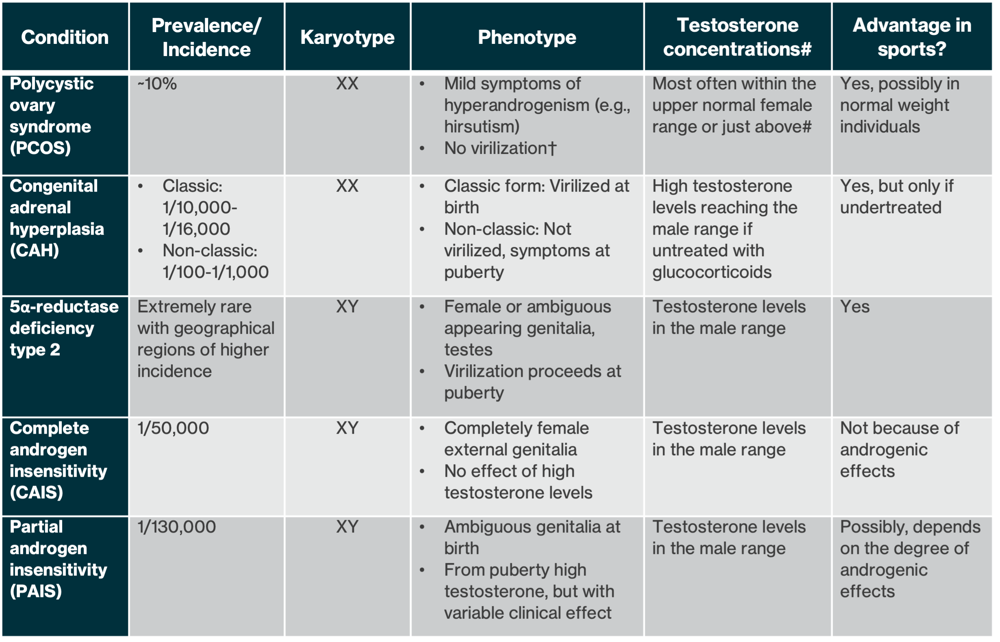 Condition
Prevalence/
Incidence
Karyotype
Phenotype
Testosterone
concentrations#
Advantage in
sports?
Polycystic
ovary
syndrome
(PCOS)
~10%
XX
• Mild symptoms of
hyperandrogenism (e.g.,
hirsutism)
• No virilization†
Most often within the
upper normal female
range or just above#
Yes, possibly in
normal weight
individuals
Congenital
adrenal
hyperplasia
(CAH)
• Classic:
1/10,000-
1/16,000
• Non-classic:
1/100-1/1,000
XX
• Classic form: Virilized at
birth
• Non-classic: Not
virilized, symptoms at
puberty
High testosterone
levels reaching the
male range if
untreated with
glucocorticoids
Yes, but only if
undertreated
5α-reductase
deficiency
type 2
Extremely rare
with geographical
regions of higher
incidence
XY
• Female or ambiguous
appearing genitalia,
testes
• Virilization proceeds at
puberty
Testosterone levels
in the male range
Yes
Complete
androgen
insensitivity
(CAIS)
1/50,000
XY
• Completely female
external genitalia
• No effect of high
testosterone levels
Testosterone levels
in the male range
Not because of
androgenic
effects
Partial
androgen
insensitivity
(PAIS)
1/130,000
XY
• Ambiguous genitalia at
birth
• From puberty high
testosterone, but with
variable clinical effect
Testosterone levels
in the male range
Possibly, depends
on the degree of
androgenic
effects